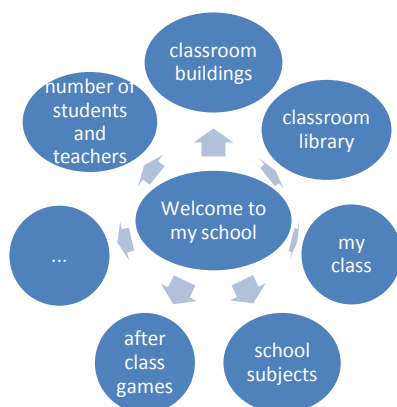 classroom
buildings
number of
students
and
teachers
classroom
library
Welcome to
my school
...
my
class
after
class
games
school
subjects